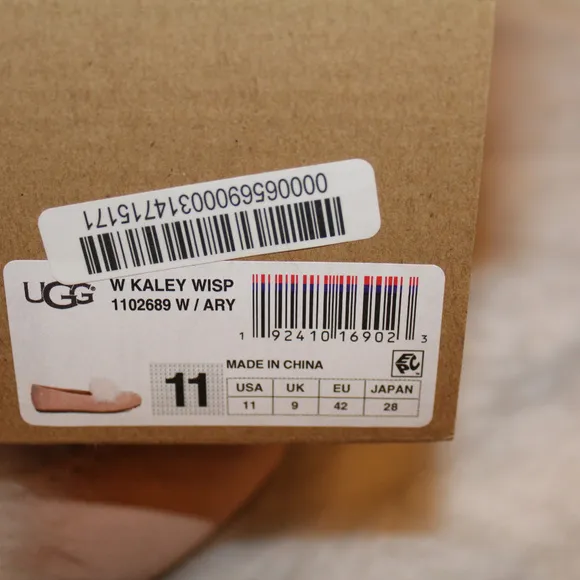 00006569000314715171
UGG®
W KALEY WISP
1102689 W / ARY
1 92410 16902 3
MADE IN CHINA
11
USA UK EU JAPAN
11 9 42 28